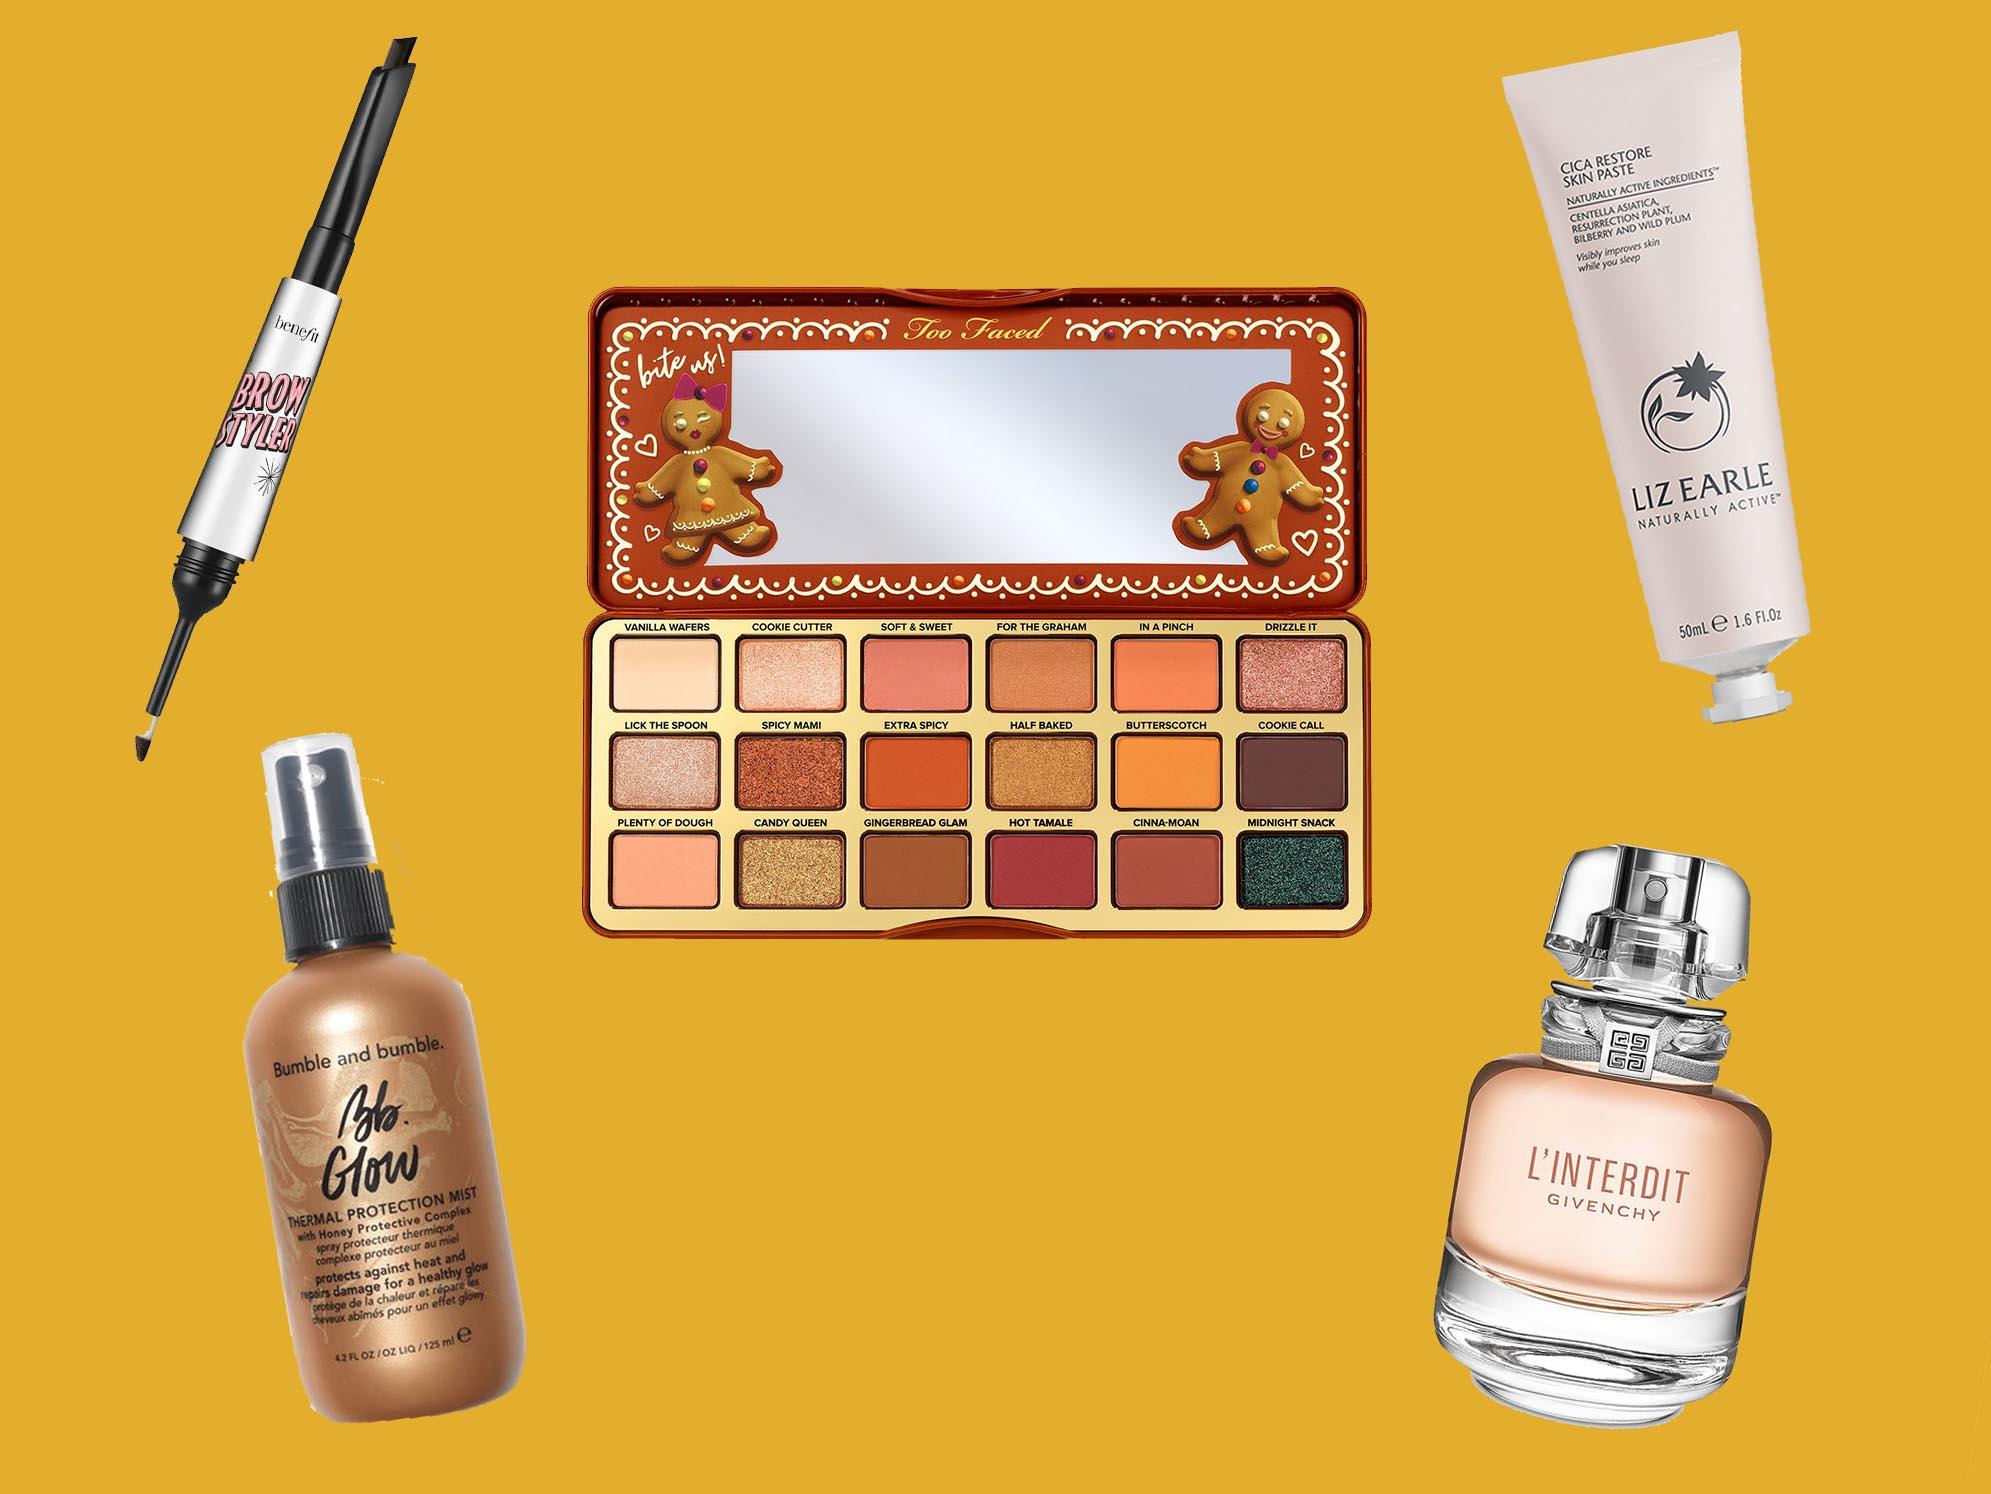 benefit
BROW
STYLER
Too Faced
bite us!
VANILLA WAFERS COOKIE CUTTER SOFT & SWEET FOR THE GRAHAM IN A PINCH DRIZZLE IT
LICK THE SPOON SPICY MAMI EXTRA SPICY HALF BAKED BUTTERSCOTCH COOKIE CALL
PLENTY OF DOUGH CANDY QUEEN GINGERBREAD GLAM HOT TAMALE CINNA-MOAN MIDNIGHT SNACK
CICA RESTORE
SKIN PASTE
NATURALLY ACTIVE INGREDIENTS™
CENTELLA ASIATICA,
RESURRECTION PLANT,
BILBERRY AND WILD PLUM
Visibly improves skin
while you sleep
LIZ EARLE
NATURALLY ACTIVE™
50mL e 1.6 Fl.Oz
Bumble and bumble.
Bb.
Glow
THERMAL PROTECTION MIST
with Honey Protective Complex
spray protecteur thermique
complexe protecteur au miel
protects against heat and
repairs damage for a healthy glow
protège de la chaleur et répare les
cheveux abîmés pour un effet glowy
4.2 FL OZ / OZ LIQ / 125 ml e
L'INTERDIT
GIVENCHY